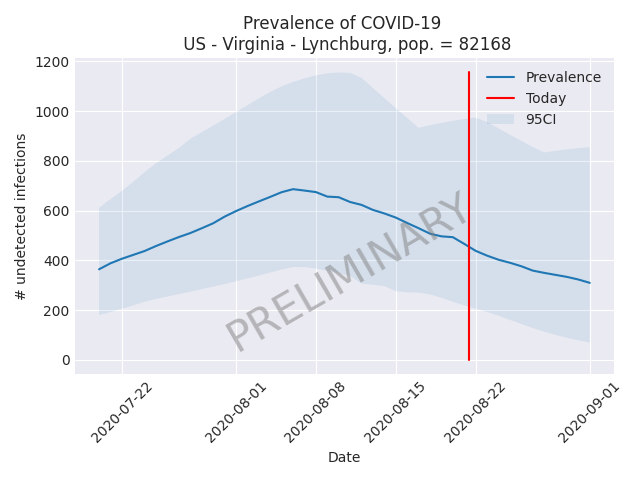 Prevalence of COVID-19
US - Virginia - Lynchburg, pop. = 82168
1200
1000
800
600
400
200
0
# undetected infections
Prevalence
Today
95CI
PRELIMINARY
2020-07-22
2020-08-01
2020-08-08
2020-08-15
2020-08-22
2020-09-01
Date